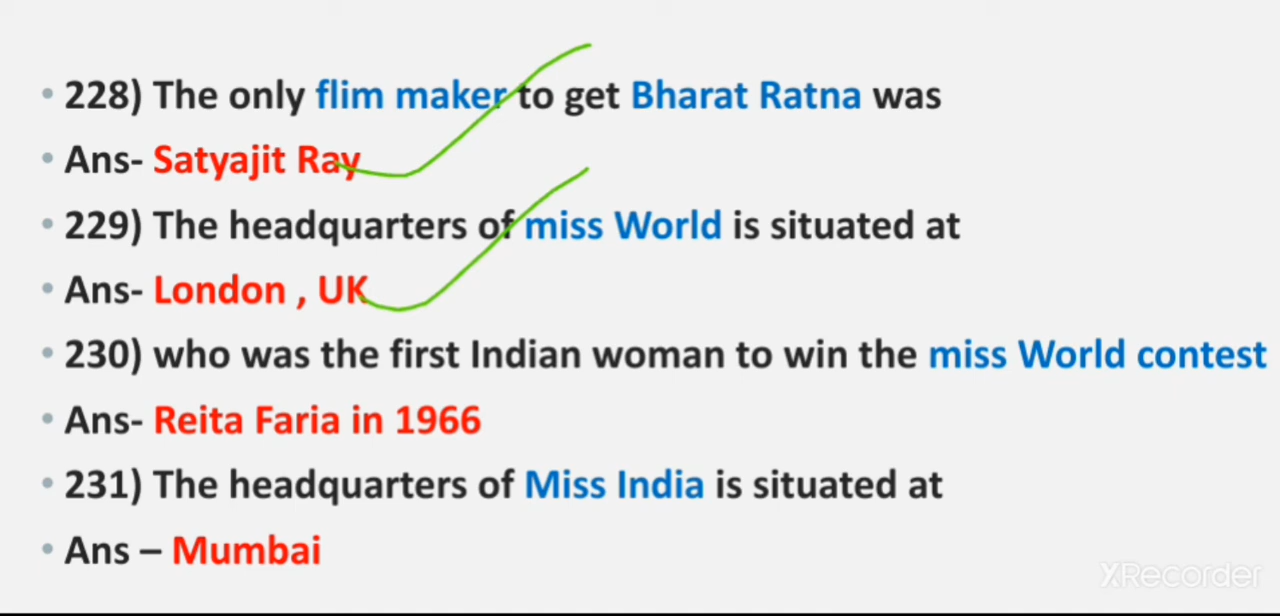 • 228) The only flim maker to get Bharat Ratna was
• Ans- Satyajit Ray
• 229) The headquarters of miss World is situated at
• Ans- London , UK
• 230) who was the first Indian woman to win the miss World contest
• Ans- Reita Faria in 1966
• 231) The headquarters of Miss India is situated at
• Ans – Mumbai
XRecorder